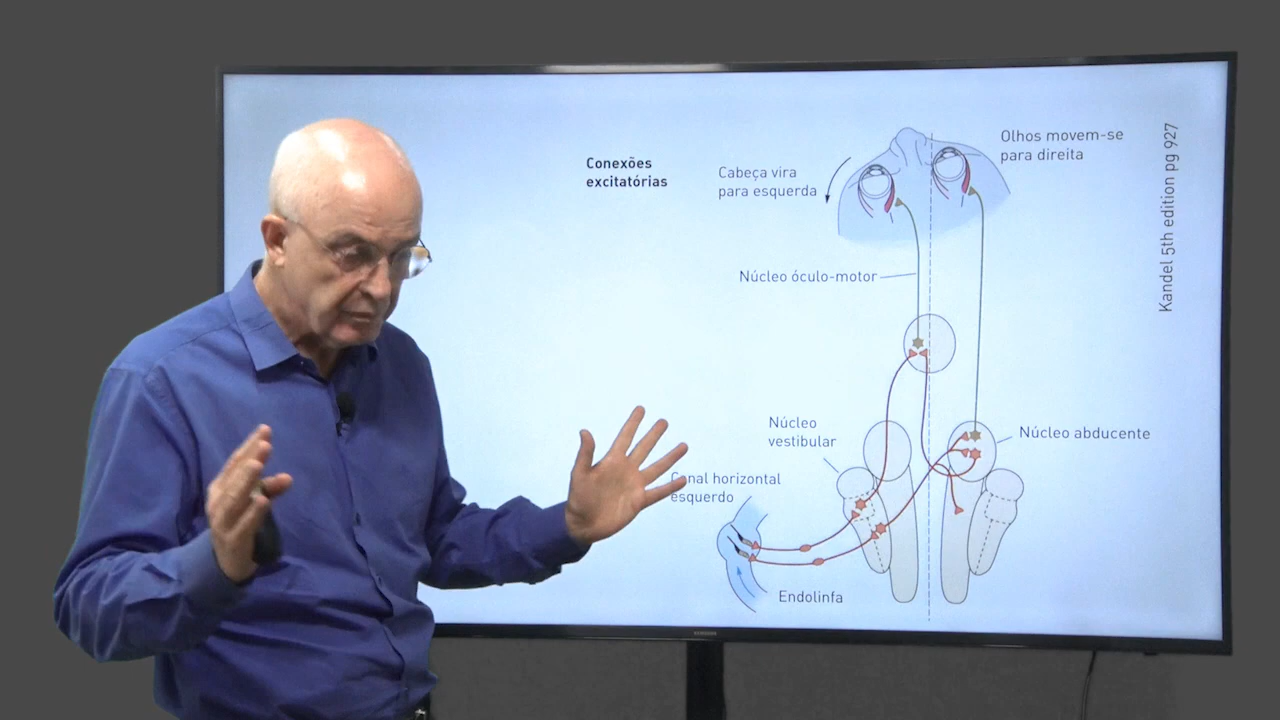 Conexões
excitatórias
Cabeça vira
para esquerda
Olhos movem-se
para direita
Kandel 5th edition pg 927
Núcleo óculo-motor
Núcleo
vestibular
Núcleo abducente
Canal horizontal
esquerdo
Endolinfa
SAMSUNG